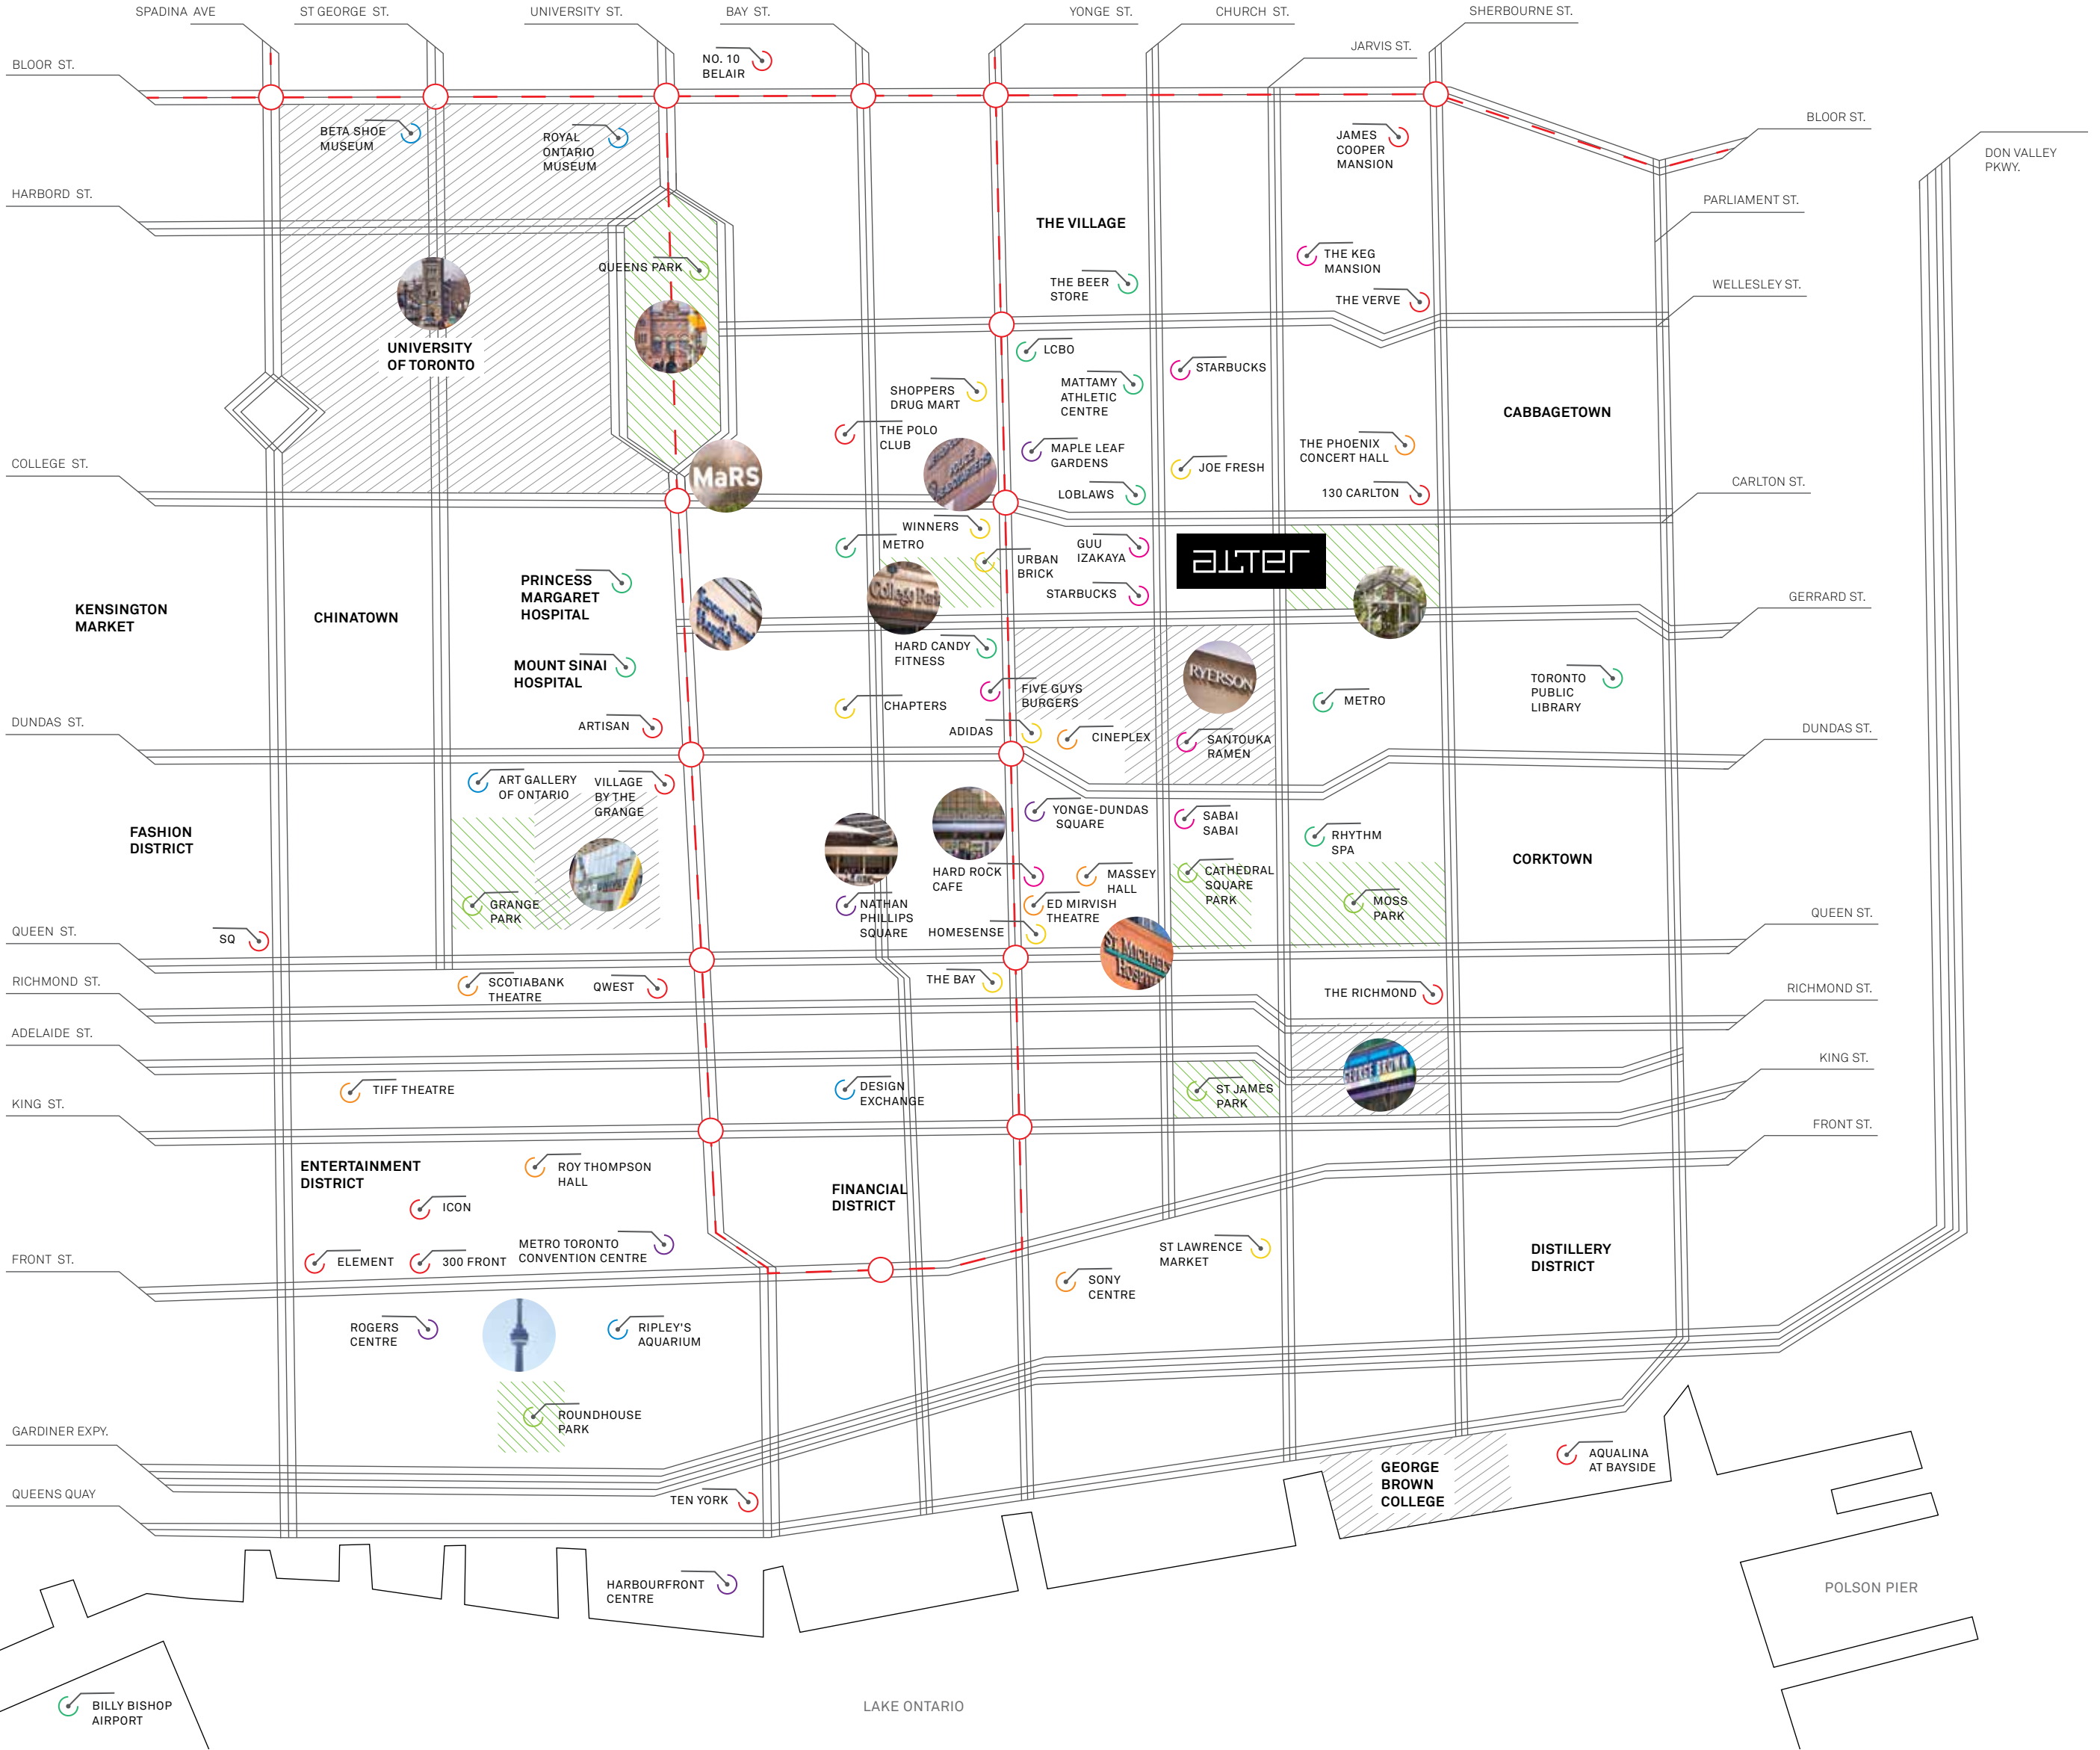 SPADINA AVE
ST GEORGE ST.
UNIVERSITY ST.
BAY ST.
YONGE ST.
CHURCH ST.
SHERBOURNE ST.
JARVIS ST.
BLOOR ST.
NO. 10
BELAIR
BLOOR ST.
DON VALLEY
PKWY.
BETA SHOE
MUSEUM
ROYAL
ONTARIO
MUSEUM
JAMES
COOPER
MANSION
HARBORD ST.
PARLIAMENT ST.
THE VILLAGE
QUEENS PARK
THE KEG
MANSION
THE BEER
STORE
THE VERVE
WELLESLEY ST.
UNIVERSITY
OF TORONTO
LCBO
STARBUCKS
SHOPPERS
DRUG MART
MATTAMY
ATHLETIC
CENTRE
CABBAGETOWN
THE POLO
CLUB
MAPLE LEAF
GARDENS
THE PHOENIX
CONCERT HALL
COLLEGE ST.
MaRS
JOE FRESH
LOBLAWS
130 CARLTON
CARLTON ST.
WINNERS
METRO
URBAN
BRICK
GUU
IZAKAYA
alter
STARBUCKS
College Park
KENSINGTON
MARKET
CHINATOWN
PRINCESS
MARGARET
HOSPITAL
GERRARD ST.
MOUNT SINAI
HOSPITAL
HARD CANDY
FITNESS
RYERSON
FIVE GUYS
BURGERS
METRO
TORONTO
PUBLIC
LIBRARY
CHAPTERS
ARTISAN
ADIDAS
CINEPLEX
SANTOUKA
RAMEN
DUNDAS ST.
DUNDAS ST.
ART GALLERY
OF ONTARIO
VILLAGE
BY THE
GRANGE
YONGE-DUNDAS
SQUARE
SABAI
SABAI
RHYTHM
SPA
FASHION
DISTRICT
CORKTOWN
HARD ROCK
CAFE
MASSEY
HALL
CATHEDRAL
SQUARE
PARK
GRANGE
PARK
NATHAN
PHILLIPS
SQUARE
ED MIRVISH
THEATRE
MOSS
PARK
HOMESENSE
QUEEN ST.
SQ
QUEEN ST.
ST. MICHAEL'S
HOSPITAL
SCOTIABANK
THEATRE
QWEST
THE BAY
THE RICHMOND
RICHMOND ST.
RICHMOND ST.
ADELAIDE ST.
KING ST.
TIFF THEATRE
DESIGN
EXCHANGE
ST JAMES
PARK
GEORGE BROWN
KING ST.
FRONT ST.
ENTERTAINMENT
DISTRICT
ROY THOMPSON
HALL
FINANCIAL
DISTRICT
ICON
METRO TORONTO
CONVENTION CENTRE
ELEMENT
300 FRONT
ST LAWRENCE
MARKET
DISTILLERY
DISTRICT
FRONT ST.
SONY
CENTRE
ROGERS
CENTRE
RIPLEY'S
AQUARIUM
ROUNDHOUSE
PARK
GARDINER EXPY.
GEORGE
BROWN
COLLEGE
AQUALINA
AT BAYSIDE
QUEENS QUAY
TEN YORK
HARBOURFRONT
CENTRE
POLSON PIER
BILLY BISHOP
AIRPORT
LAKE ONTARIO